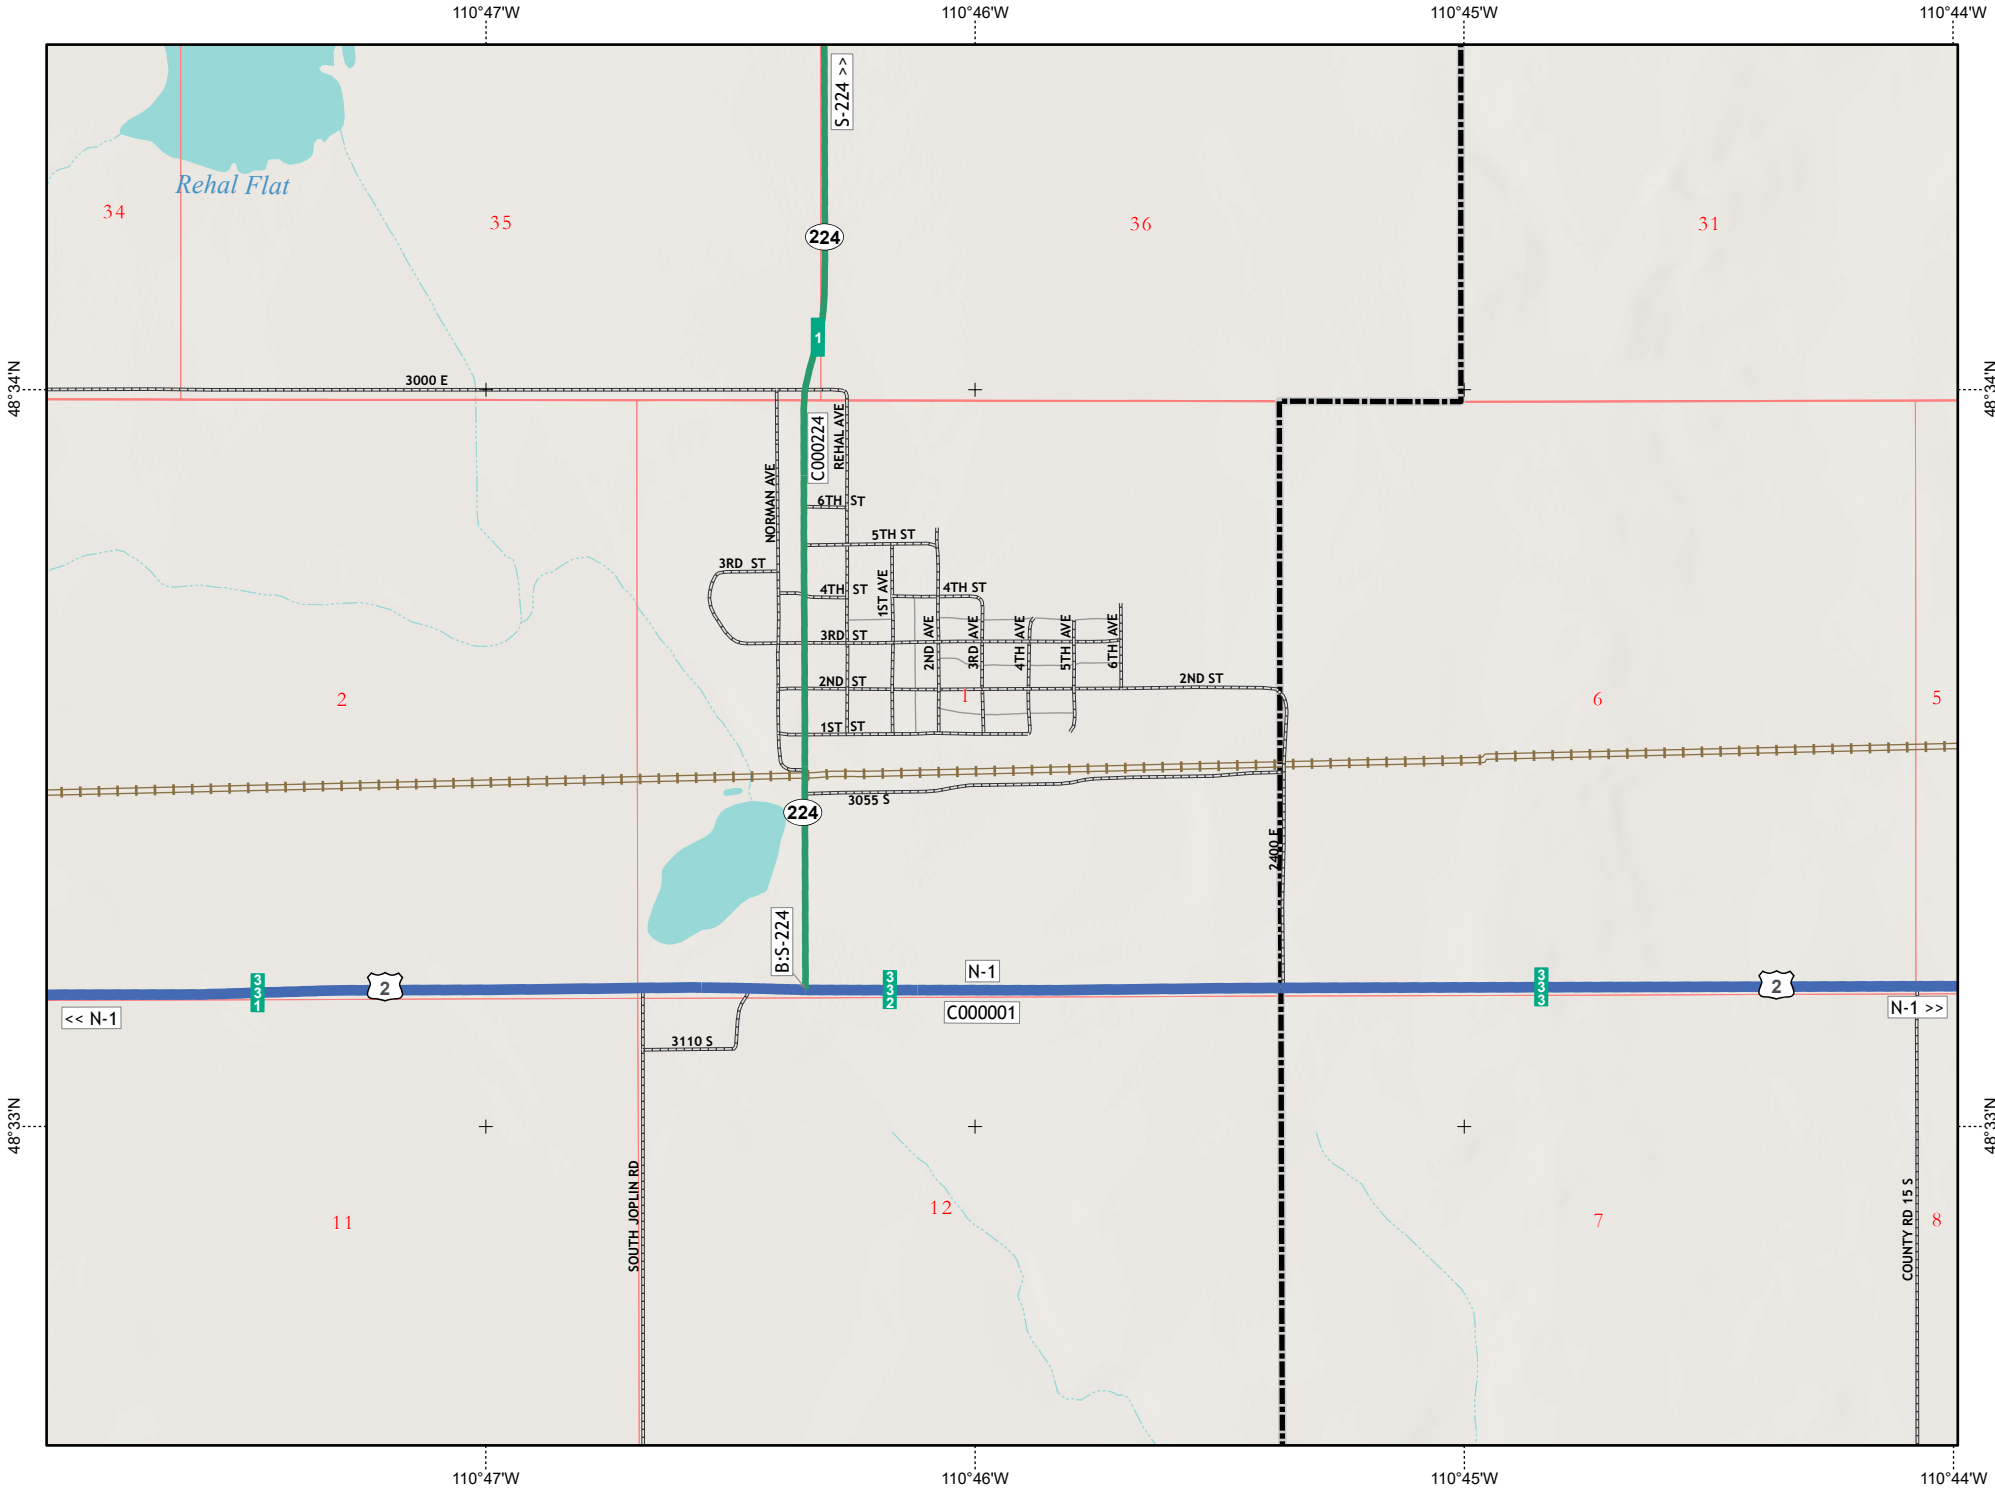 110°47'W
110°46'W
110°45'W
110°44'W
S-224 >>
Rehal Flat
34
35
36
31
224
1
48°34'N
48°34'N
3000 E
C000224
REHAL AVE
NORMAN AVE
6TH ST
5TH ST
3RD ST
1ST AVE
4TH ST
4TH ST
2ND AVE
3RD AVE
4TH AVE
5TH AVE
6TH AVE
3RD ST
2ND ST
2ND ST
1
2
6
5
1ST ST
3055 S
224
2400 E
B:S-224
N-1
331
2
332
333
2
<< N-1
C000001
N-1 >>
3110 S
48°33'N
48°33'N
SOUTH JOPLIN RD
COUNTY RD 15 S
11
12
7
8
110°47'W
110°46'W
110°45'W
110°44'W